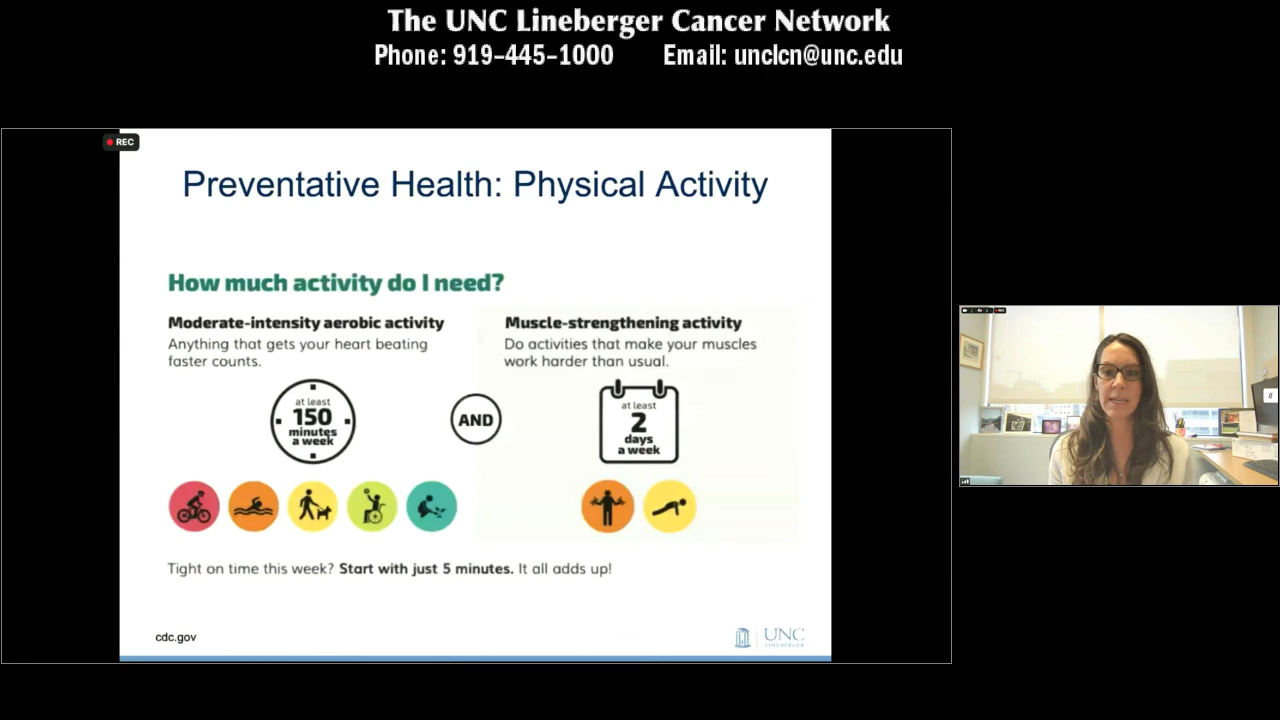 The UNC Lineberger Cancer Network
Phone: 919-445-1000 Email: unclcn@unc.edu
REC
Preventative Health: Physical Activity
How much activity do I need?
Moderate-intensity aerobic activity
Anything that gets your heart beating
faster counts.
at least
150
minutes
a week
AND
Muscle-strengthening activity
Do activities that make your muscles
work harder than usual.
at least
2
days
a week
Tight on time this week? Start with just 5 minutes. It all adds up!
cdc.gov
UNC
LINEBERGER